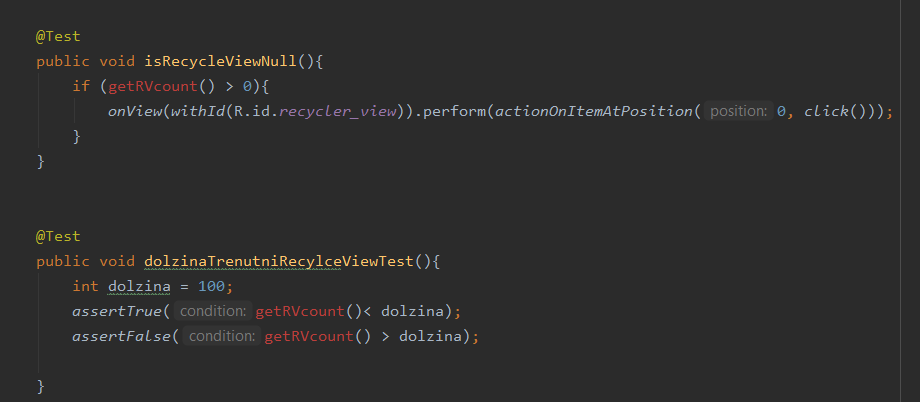 @Test
public void isRecycleViewNull(){
if (getRVcount() > 0){
onView(withId(R.id.recycler_view)).perform(actionOnItemAtPosition( position: 0, click()));
}
}
@Test
public void dolzinaTrenutniRecylceViewTest(){
int dolzina = 100;
assertTrue( condition: getRVcount()< dolzina);
assertFalse( condition: getRVcount() > dolzina);
}